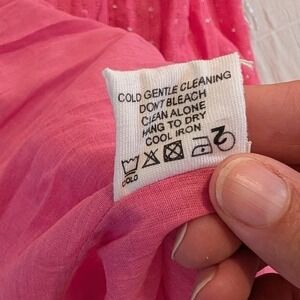 COLD GENTLE CLEANING
DON'T BLEACH
CLEAN ALONE
HANG TO DRY
COOL IRON
COLD